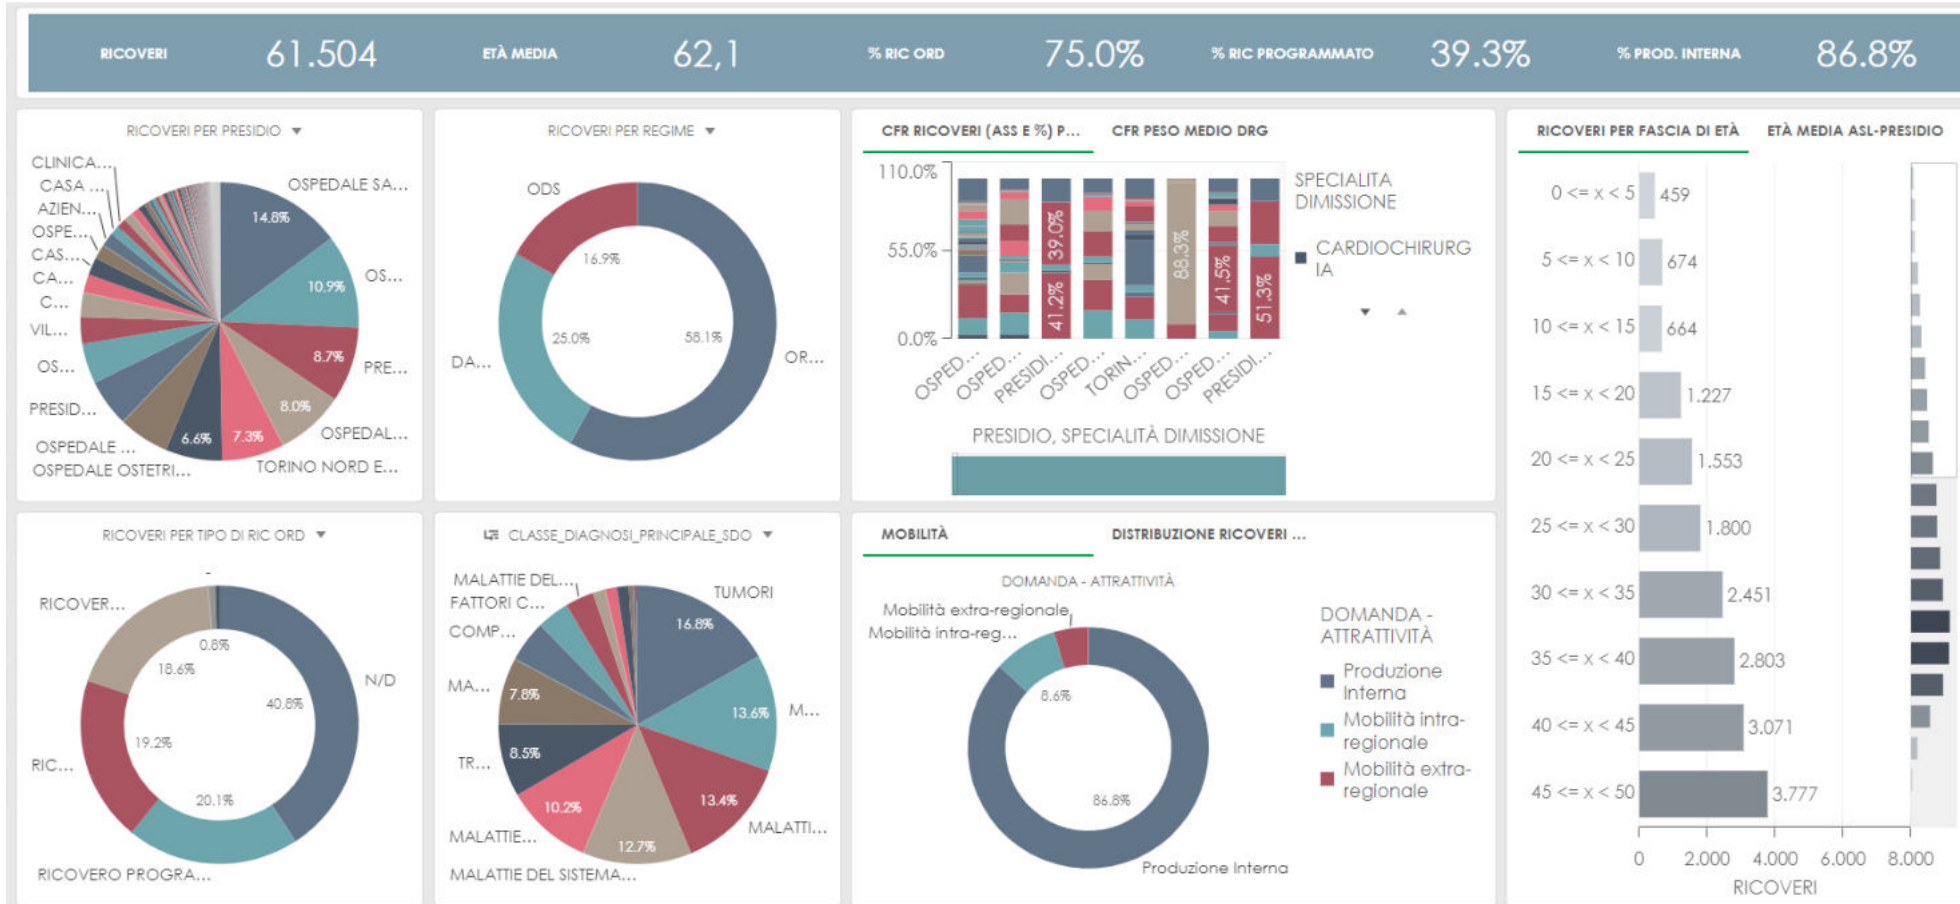 RICOVERI 61.504 ETÀ MEDIA 62,1 % RIC ORD 75.0% % RIC PROGRAMMATO 39.3% % PROD. INTERNA 86.8%
RICOVERI PER PRESIDIO
CLINICA...
CASA ...
AZIEN...
OSPE...
CAS...
CA...
C...
VIL...
OS...
PRESID...
OSPEDALE ...
OSPEDALE OSTETRI...
OSPEDALE SA...
14.8%
10.9%
OS...
8.7%
PRE...
8.0%
OSPEDAL...
7.3%
TORINO NORD E...
6.6%
RICOVERI PER REGIME
ODS
16.9%
25.0%
58.1%
DA...
OR...
CFR RICOVERI (ASS E %) P...
CFR PESO MEDIO DRG
110.0%
55.0%
0.0%
41.2%
39.0%
88.3%
41.5%
51.3%
OSPED...
OSPED...
PRESIDI...
OSPED...
TORIN...
OSPED...
OSPED...
PRESIDI...
PRESIDIO, SPECIALITÀ DIMISSIONE
SPECIALITA
DIMISSIONE
CARDIOCHIRURG
IA
RICOVERI PER FASCIA DI ETÀ
ETÀ MEDIA ASL-PRESIDIO
0 <= x < 5 459
5 <= x < 10 674
10 <= x < 15 664
15 <= x < 20 1.227
20 <= x < 25 1.553
25 <= x < 30 1.800
30 <= x < 35 2.451
35 <= x < 40 2.803
40 <= x < 45 3.071
45 <= x < 50 3.777
0 2.000 4.000 6.000 8.000
RICOVERI
RICOVERI PER TIPO DI RIC ORD
-
RICOVER...
0.8%
18.6%
40.8%
N/D
19.2%
RIC...
20.1%
RICOVERO PROGRA...
CLASSE_DIAGNOSI_PRINCIPALE_SDO
MALATTIE DEL...
FATTORI C...
COMP...
MA...
TR...
MALATTIE...
MALATTIE DEL SISTEMA...
TUMORI
16.8%
13.6%
M...
13.4%
MALATTI...
12.7%
10.2%
8.5%
7.8%
MOBILITÀ
DISTRIBUZIONE RICOVERI ...
DOMANDA - ATTRATTIVITÀ
Mobilità extra-regionale
Mobilità intra-reg...
8.6%
86.8%
Produzione Interna
DOMANDA -
ATTRATTIVITÀ
Produzione
Interna
Mobilità intra-
regionale
Mobilità extra-
regionale